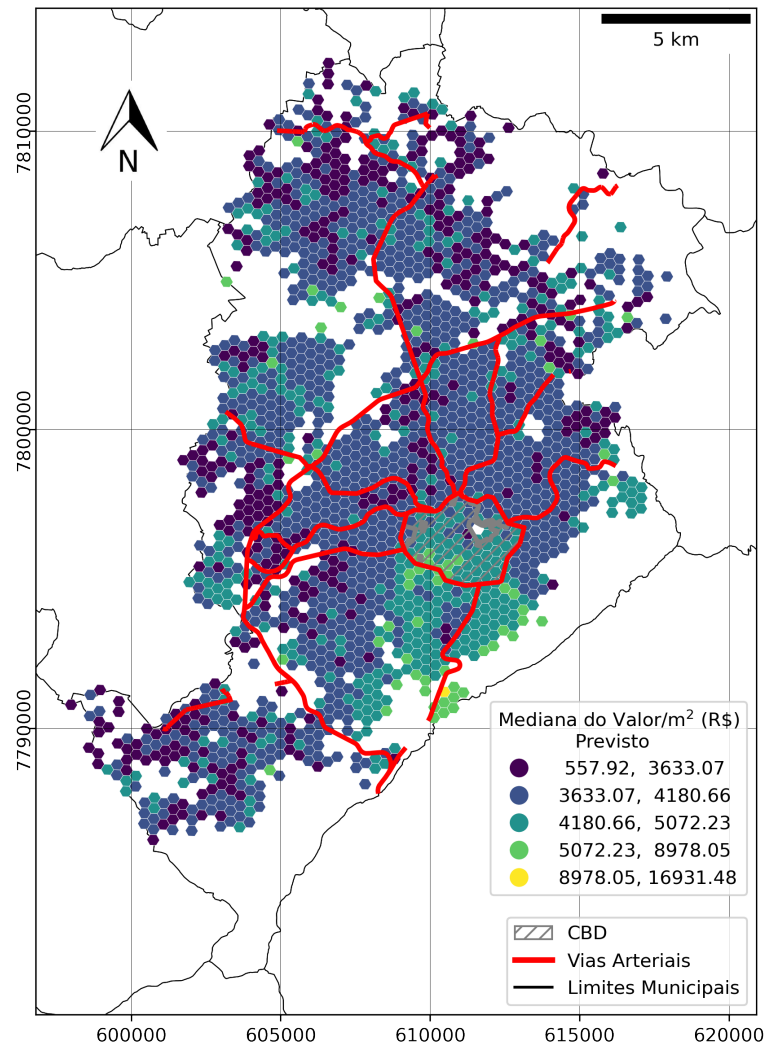 5 km
7810000
N
7800000
7790000
Mediana do Valor/m² (R$)
Previsto
557.92, 3633.07
3633.07, 4180.66
4180.66, 5072.23
5072.23, 8978.05
8978.05, 16931.48
CBD
Vias Arteriais
Limites Municipais
600000 605000 610000 615000 620000